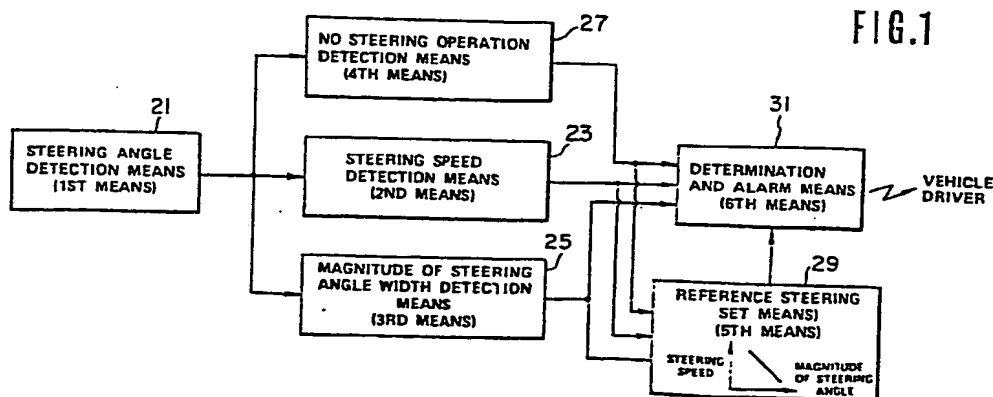 FIG.1
27
NO STEERING OPERATION
DETECTION MEANS
(4TH MEANS)
21
STEERING ANGLE
DETECTION MEANS
(1ST MEANS)
23
STEERING SPEED
DETECTION MEANS
(2ND MEANS)
25
MAGNITUDE OF STEERING
ANGLE WIDTH DETECTION
MEANS
(3RD MEANS)
31
DETERMINATION
AND ALARM MEANS
(6TH MEANS)
VEHICLE
DRIVER
29
REFERENCE STEERING
SET MEANS
(5TH MEANS)
STEERING
SPEED
MAGNITUDE
OF STEERING
ANGLE